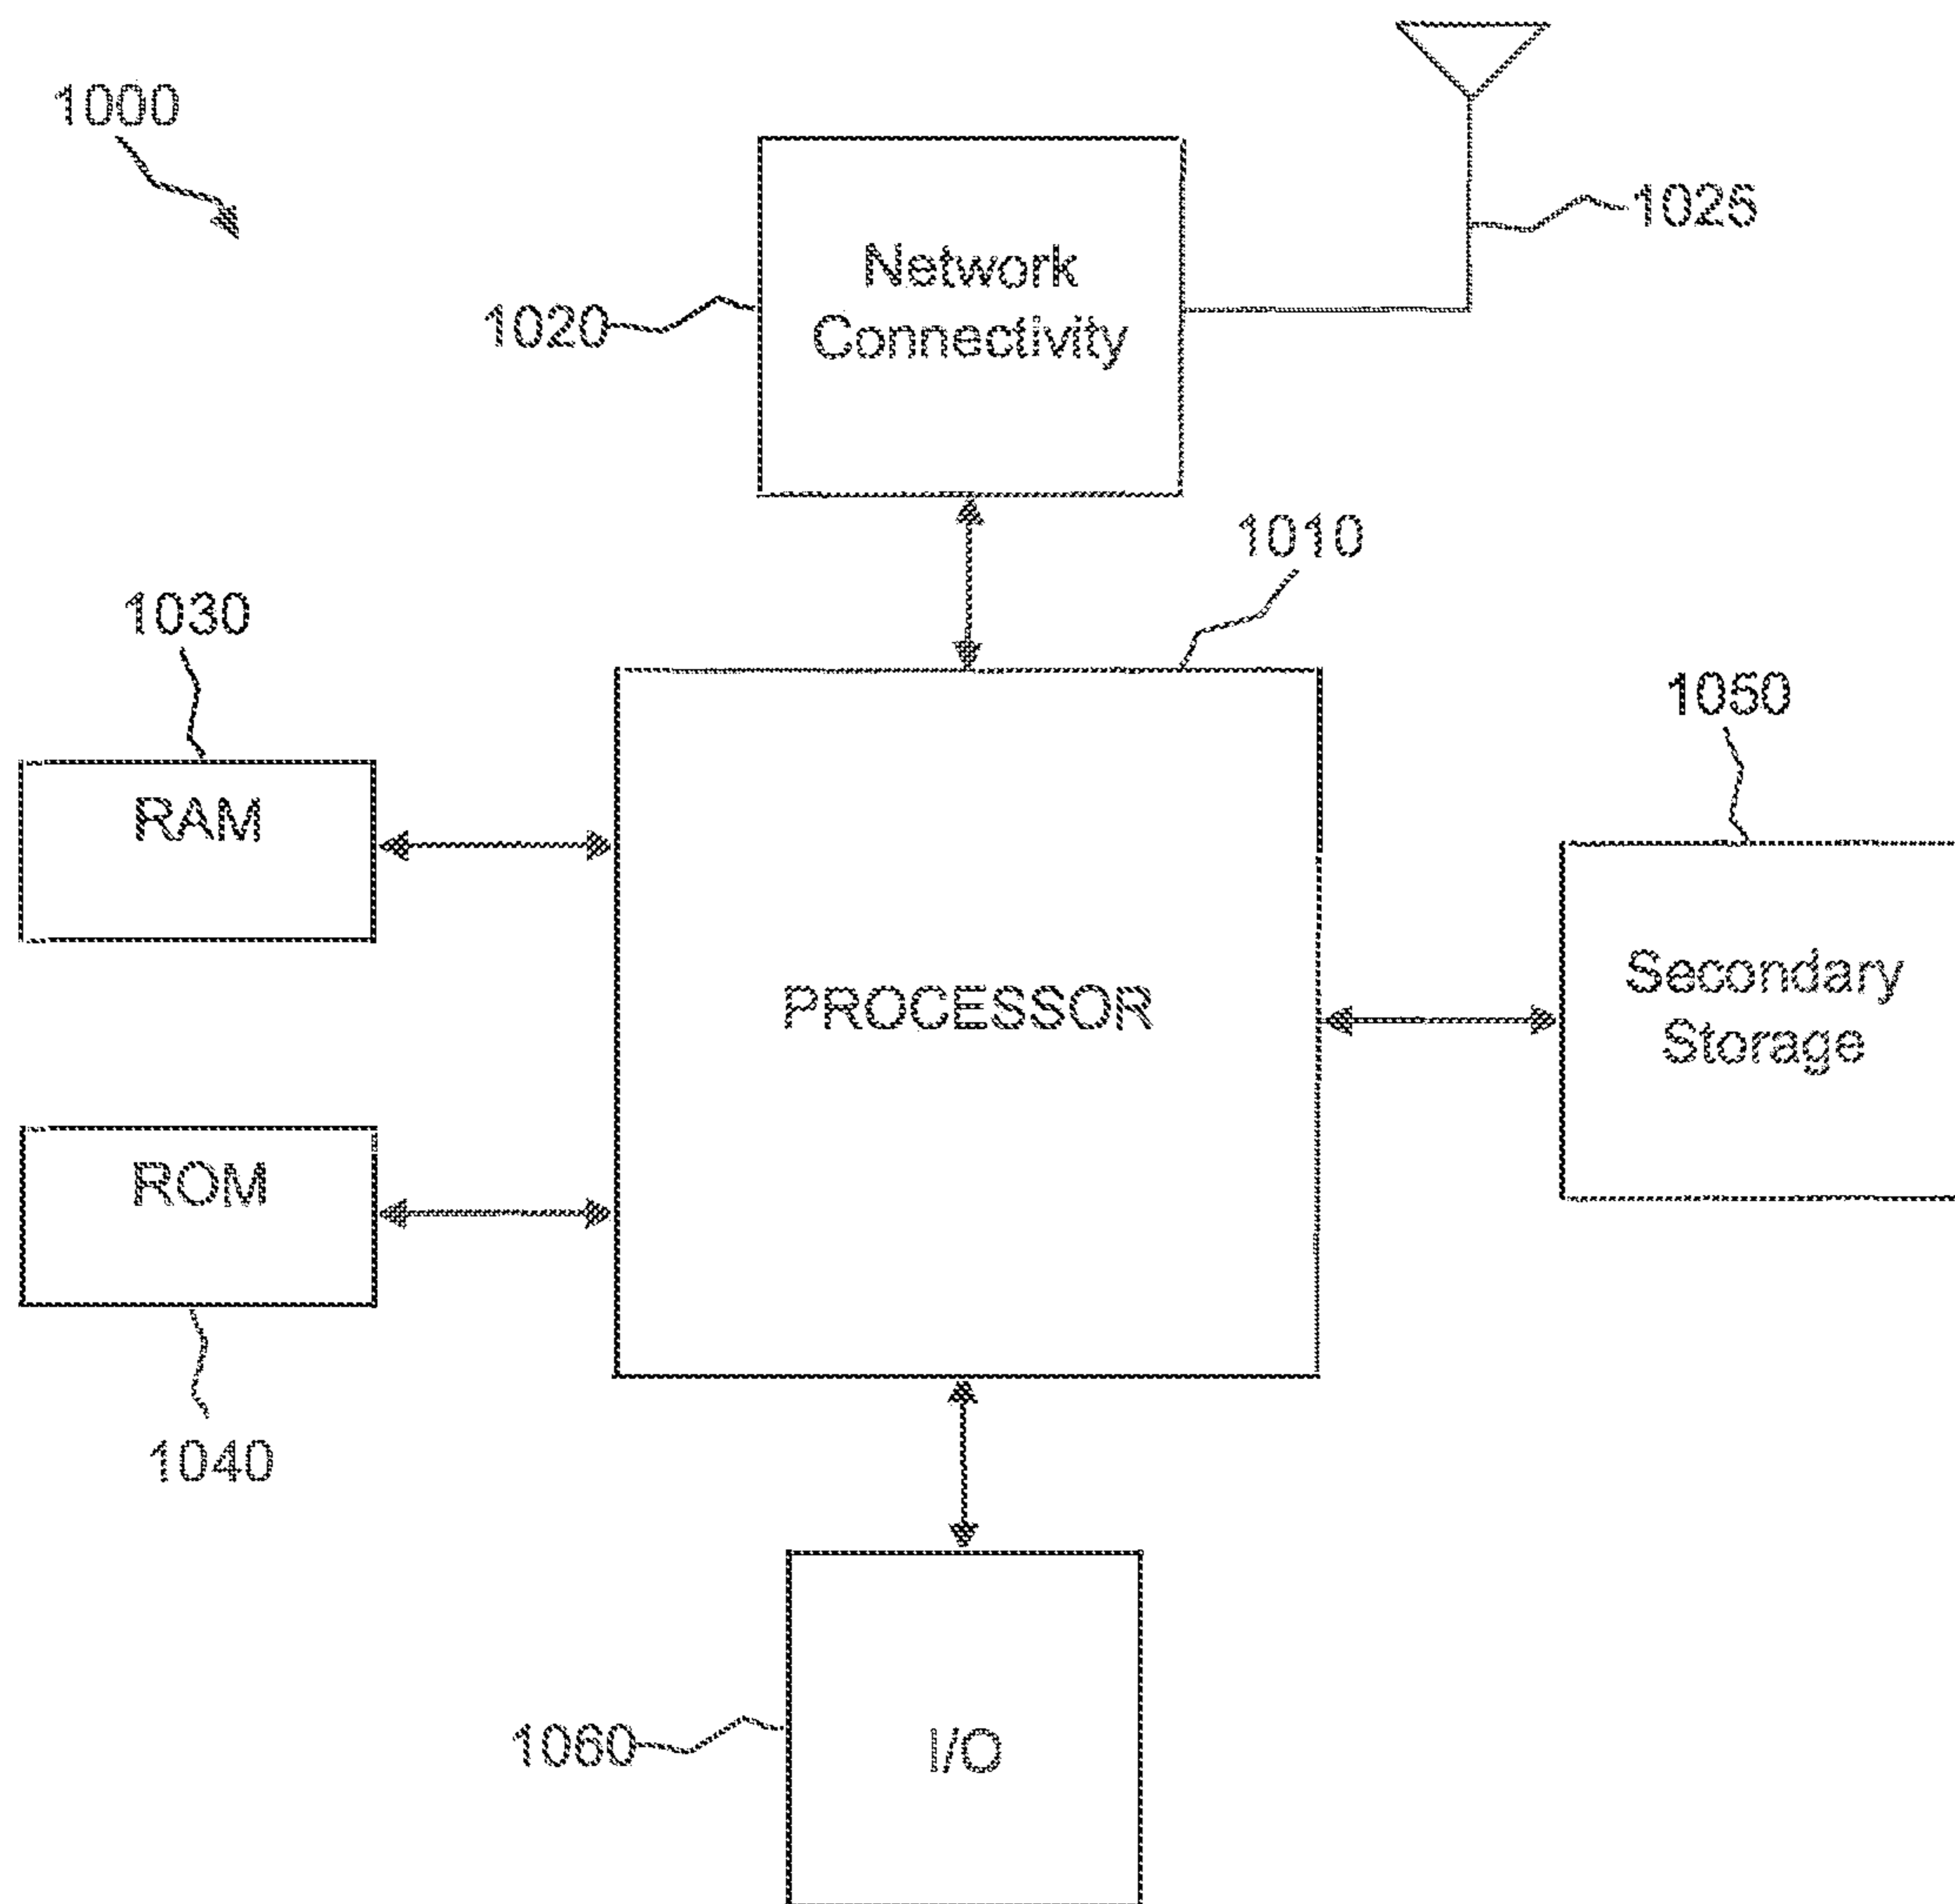 1000
1025
Network
Connectivity
1020
1010
1030
RAM
1050
PROCESSOR
Secondary
Storage
ROM
1040
1060
I/O